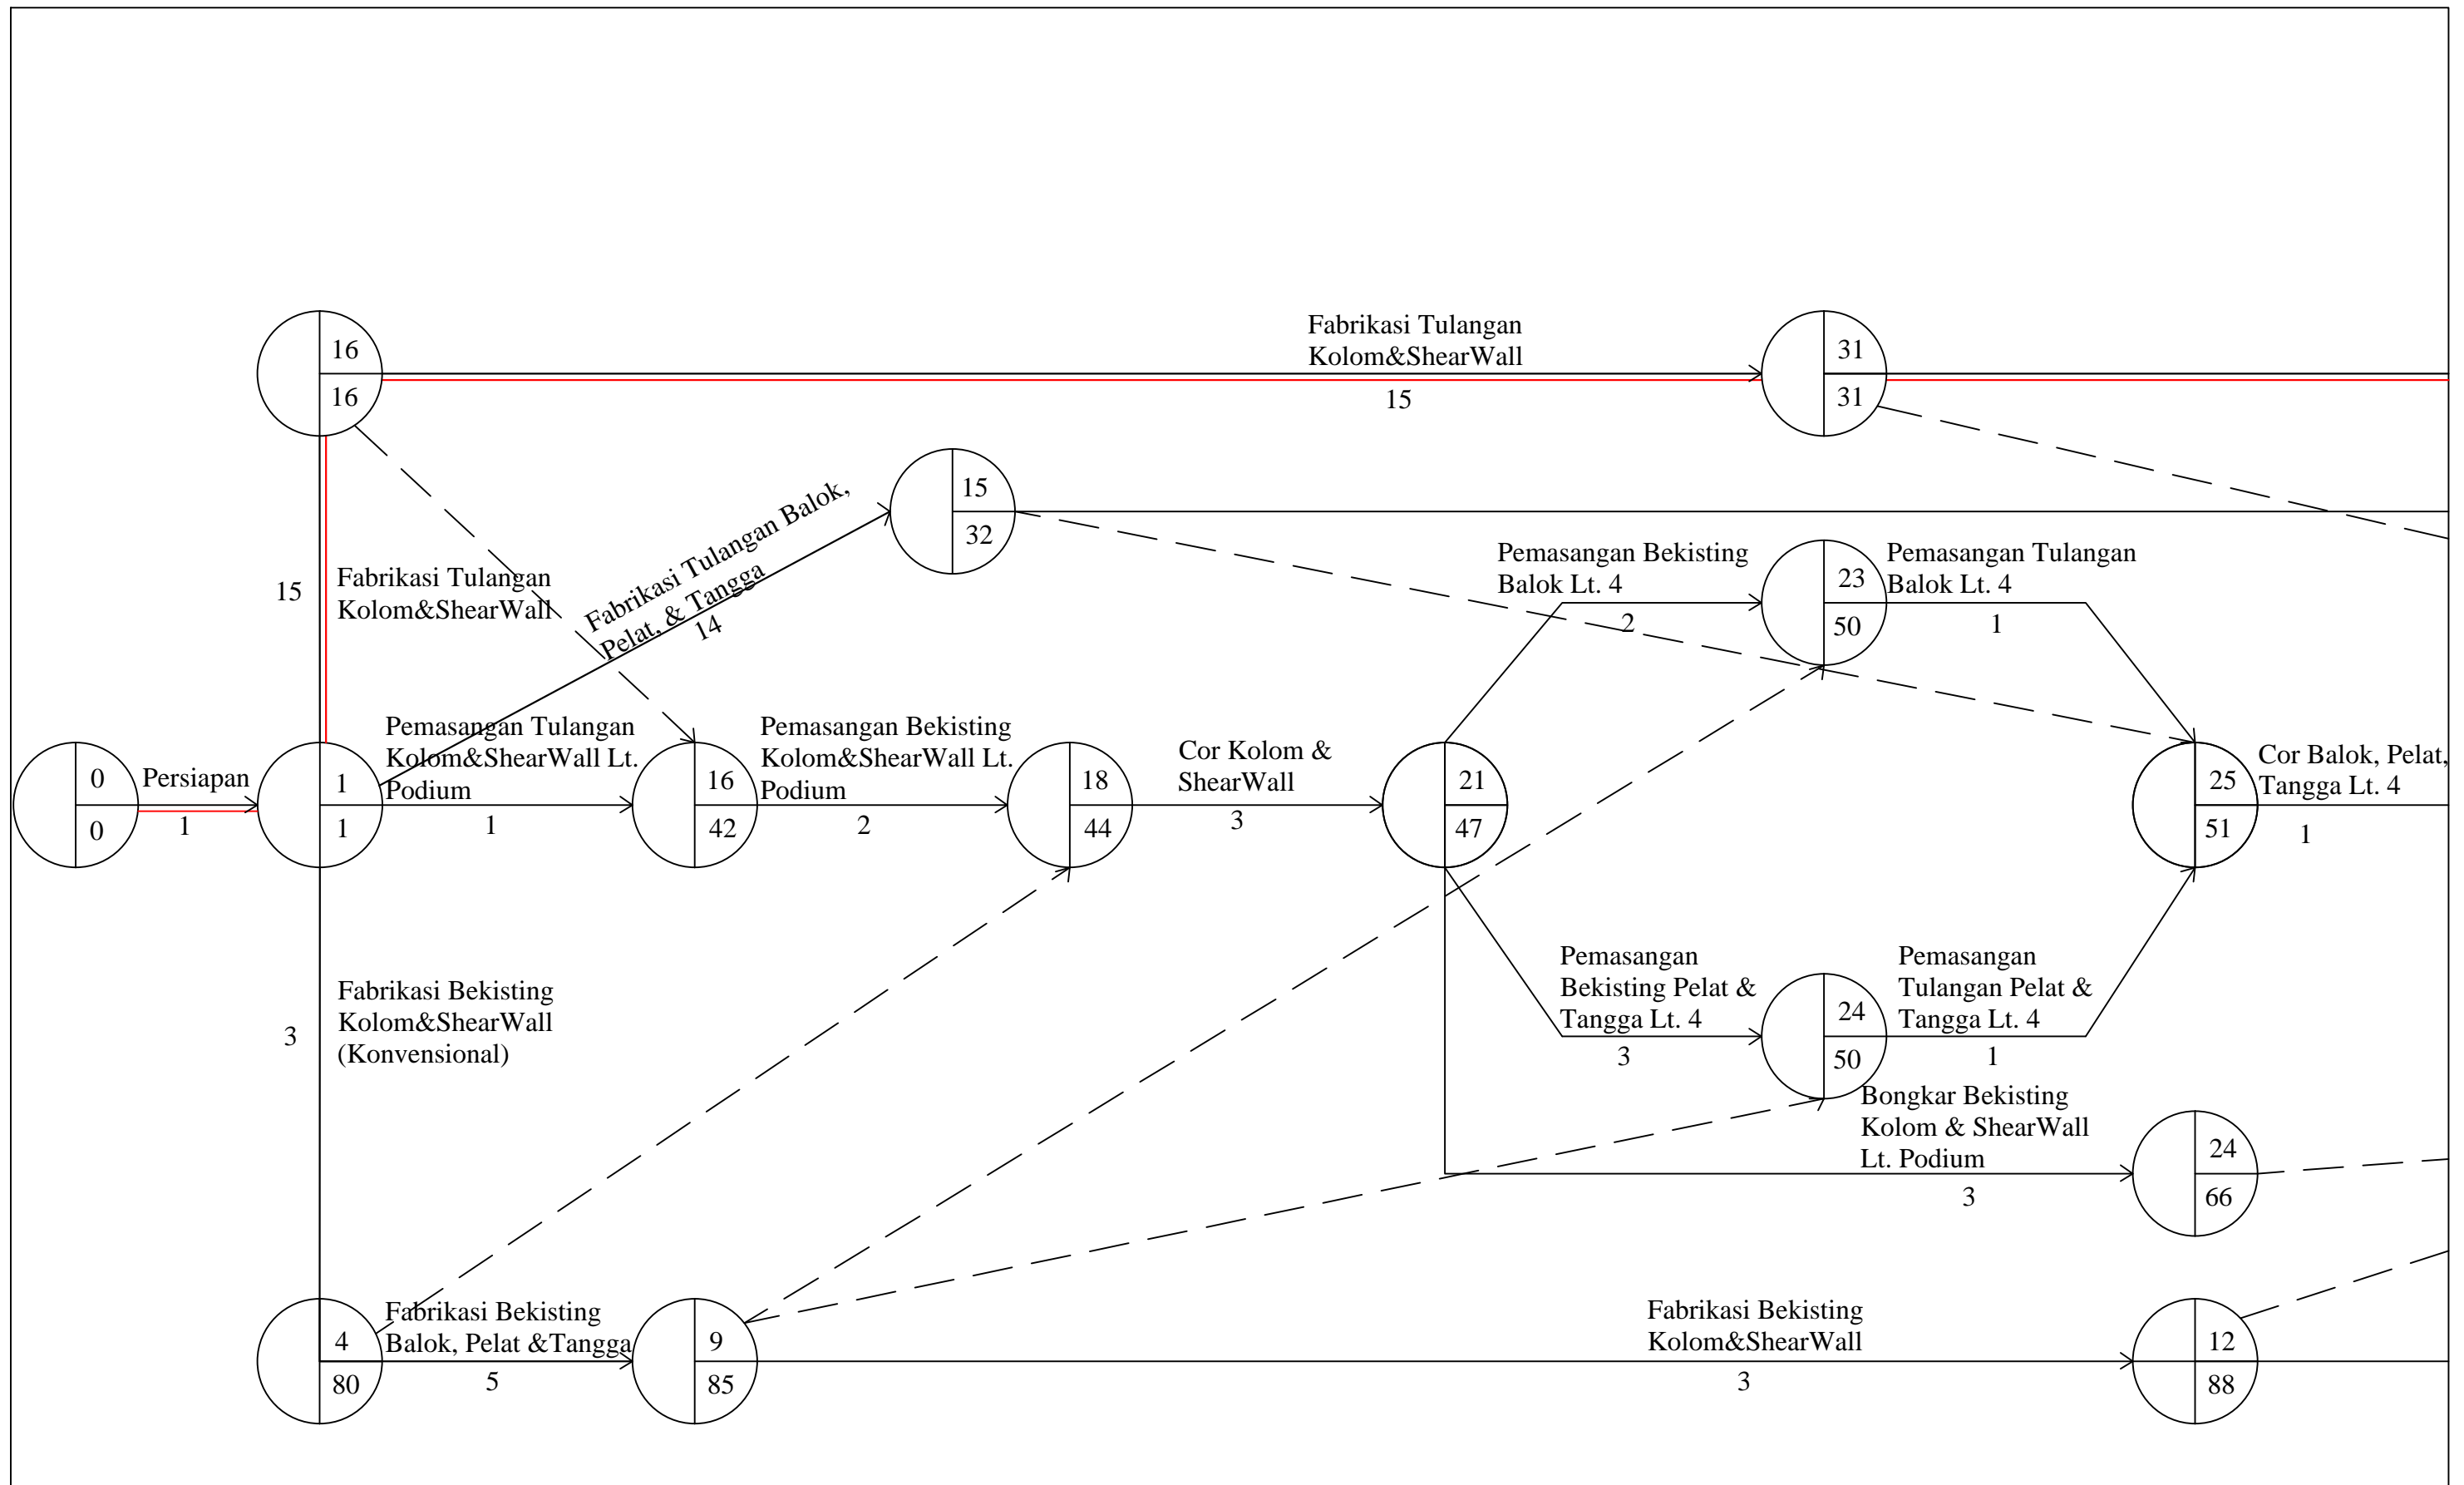 Fabrikasi Tulangan
Kolom&ShearWall
15
16
16
31
31
15
32
Fabrikasi Tulangan Balok,
Pelat, & Tangga
14
15
Fabrikasi Tulangan
Kolom&ShearWall
Pemasangan Bekisting
Balok Lt. 4
2
23
50
Pemasangan Tulangan
Balok Lt. 4
1
0
0
Persiapan
1
1
1
Pemasangan Tulangan
Kolom&ShearWall Lt.
Podium
1
16
42
Pemasangan Bekisting
Kolom&ShearWall Lt.
Podium
2
18
44
Cor Kolom &
ShearWall
3
21
47
25
51
Cor Balok, Pelat,
Tangga Lt. 4
1
3
Fabrikasi Bekisting
Kolom&ShearWall
(Konvensional)
Pemasangan
Bekisting Pelat &
Tangga Lt. 4
3
24
50
Pemasangan
Tulangan Pelat &
Tangga Lt. 4
1
Bongkar Bekisting
Kolom & ShearWall
Lt. Podium
3
24
66
4
80
Fabrikasi Bekisting
Balok, Pelat &Tangga
5
9
85
Fabrikasi Bekisting
Kolom&ShearWall
3
12
88